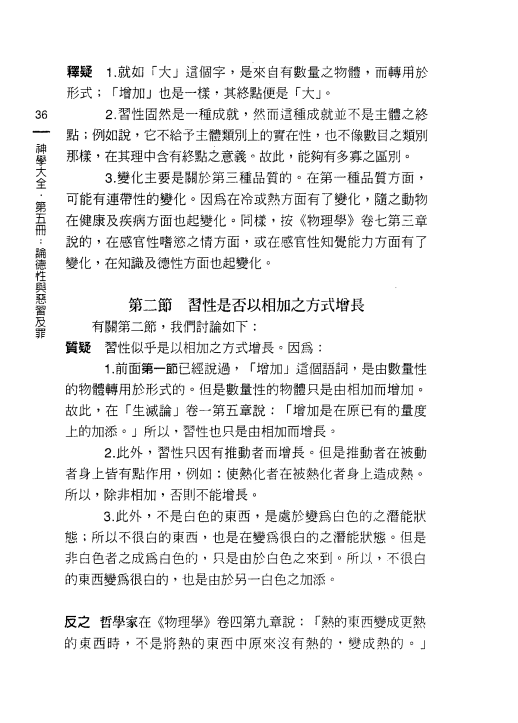 釋疑　1.就如「大」這個字，是來自有數量之物體，而轉用於
形式；「增加」也是一樣，其終點便是「大」。
2.習性固然是一種成就，然而這種成就並不是主體之終
點；例如說，它不給予主體類別上的實在性，也不像數目之類別
那樣，在其理中含有終點之意義。故此，能夠有多寡之區別。
3.變化主要是關於第三種品質的。在第一種品質方面，
可能有連帶性的變化。因為在冷或熱方面有了變化，隨之動物
在健康及疾病方面也起變化。同樣，按《物理學》卷七第三章
說的，在感官性嗜慾之情方面，或在感官性知覺能力方面有了
變化，在知識及德性方面也起變化。
第二節　習性是否以相加之方式增長
有關第二節，我們討論如下：
質疑　習性似乎是以相加之方式增長。因為：
1.前面第一節已經說過，「增加」這個語詞，是由數量性
的物體轉用於形式的。但是數量性的物體只是由相加而增加。
故此，在「生滅論」卷一第五章說：「增加是在原已有的量度
上的加添。」所以，習性也只是由相加而增長。
2.此外，習性只因有推動者而增長。但是推動者在被動
者身上皆有點作用，例如：使熱化者在被熱化者身上造成熱。
所以，除非相加，否則不能增長。
3.此外，不是白色的東西，是處於變為白色的之潛能狀
態；所以不很白的東西，也是在變為很白的之潛能狀態。但是
非白色者之成為白色的，只是由於白色之來到。所以，不很白
的東西變為很白的，也是由於另一白色之加添。
反之　哲學家在《物理學》卷四第九章說：「熱的東西變成更熱
的東西時，不是將熱的東西中原來沒有熱的，變成熱的。」
36
神學大全．第五冊：論德性與惡習及罪